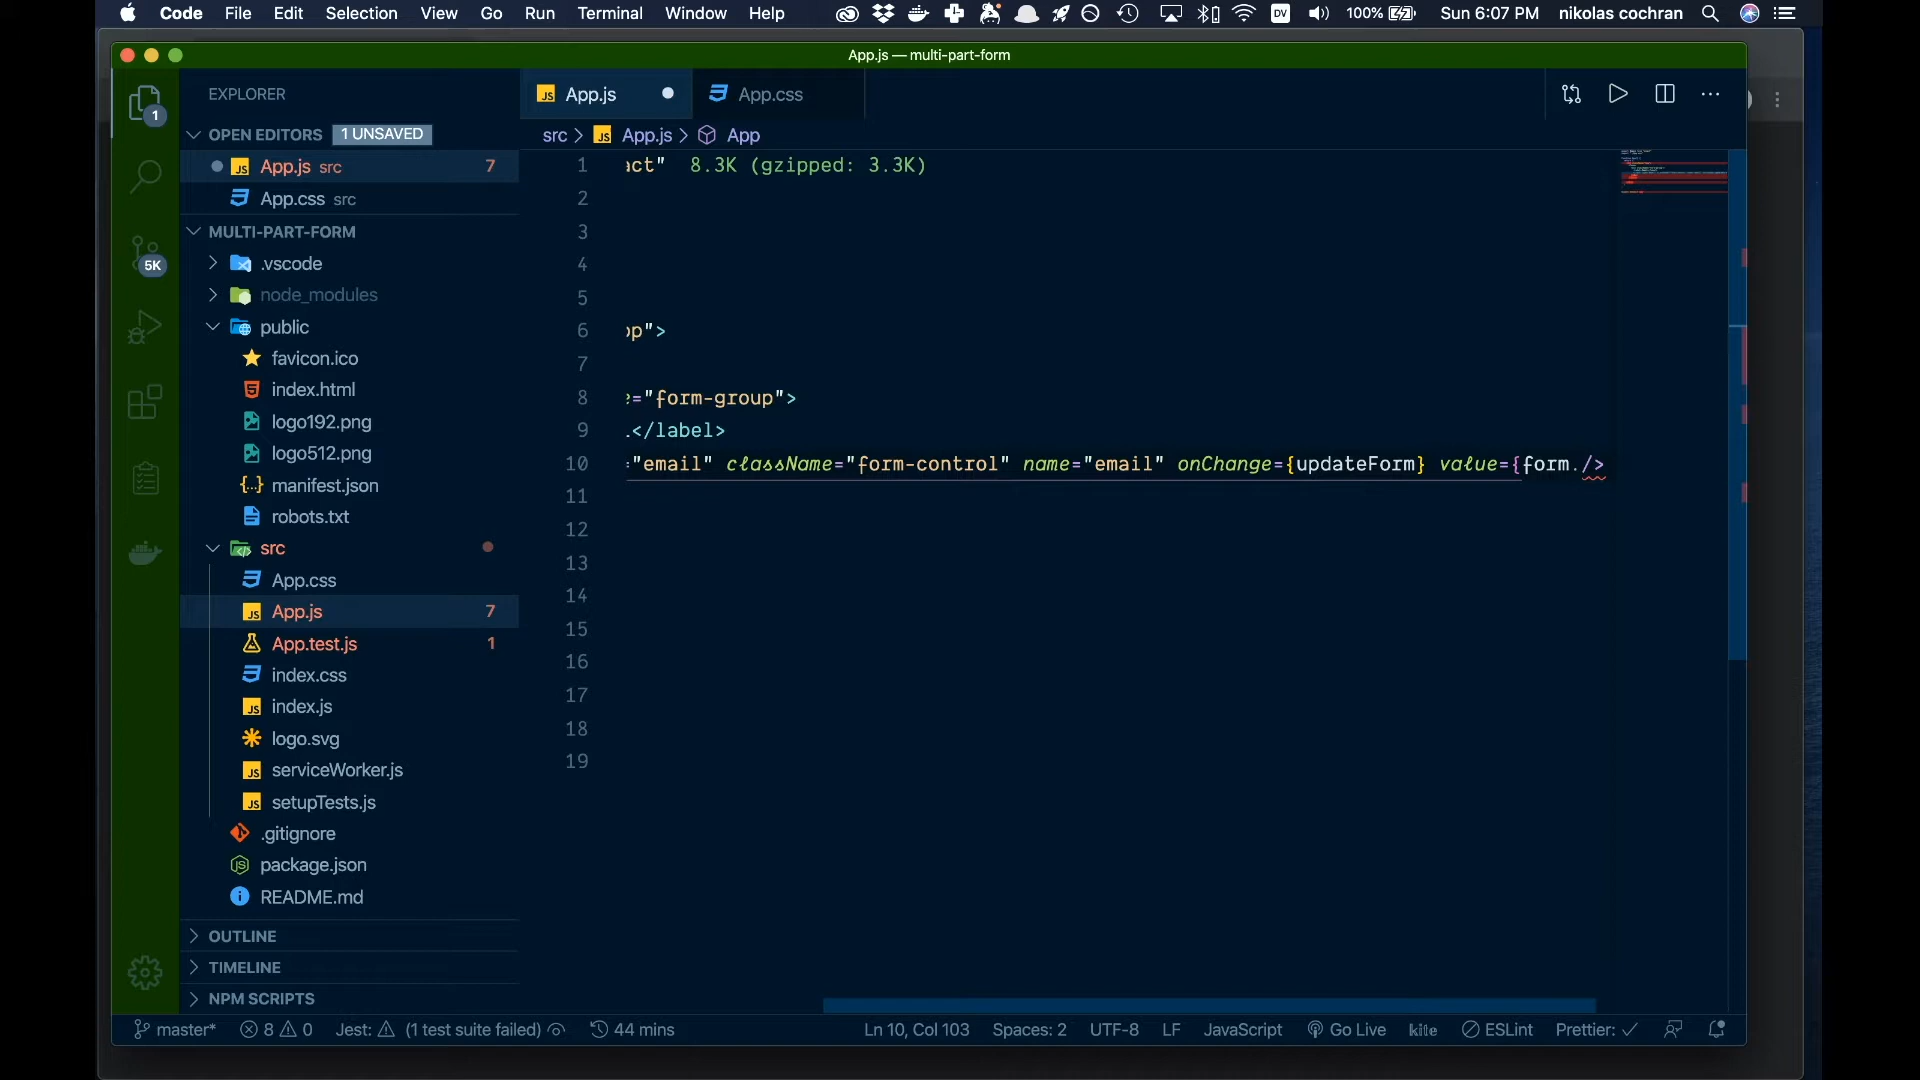 Code File Edit Selection View Go Run Terminal Window Help DV 100% Sun 6:07 PM nikolas cochran
App.js — multi-part-form
1
EXPLORER
OPEN EDITORS 1 UNSAVED
App.js src 7
App.css src
MULTI-PART-FORM
5K
.vscode
node_modules
public
favicon.ico
index.html
logo192.png
logo512.png
manifest.json
robots.txt
src
App.css
App.js 7
App.test.js 1
index.css
index.js
logo.svg
serviceWorker.js
setupTests.js
.gitignore
package.json
README.md
OUTLINE
TIMELINE
NPM SCRIPTS
App.js App.css
src > App.js > App
1 act" 8.3K (gzipped: 3.3K)
2
3
4
5
6 pp">
7
8 ="form-group">
9 </label>
10 ="email" className="form-control" name="email" onChange={updateForm} value={form./>
11
12
13
14
15
16
17
18
19
master* 8 0 Jest: (1 test suite failed) 44 mins Ln 10, Col 103 Spaces: 2 UTF-8 LF JavaScript Go Live kite ESLint Prettier: ✓